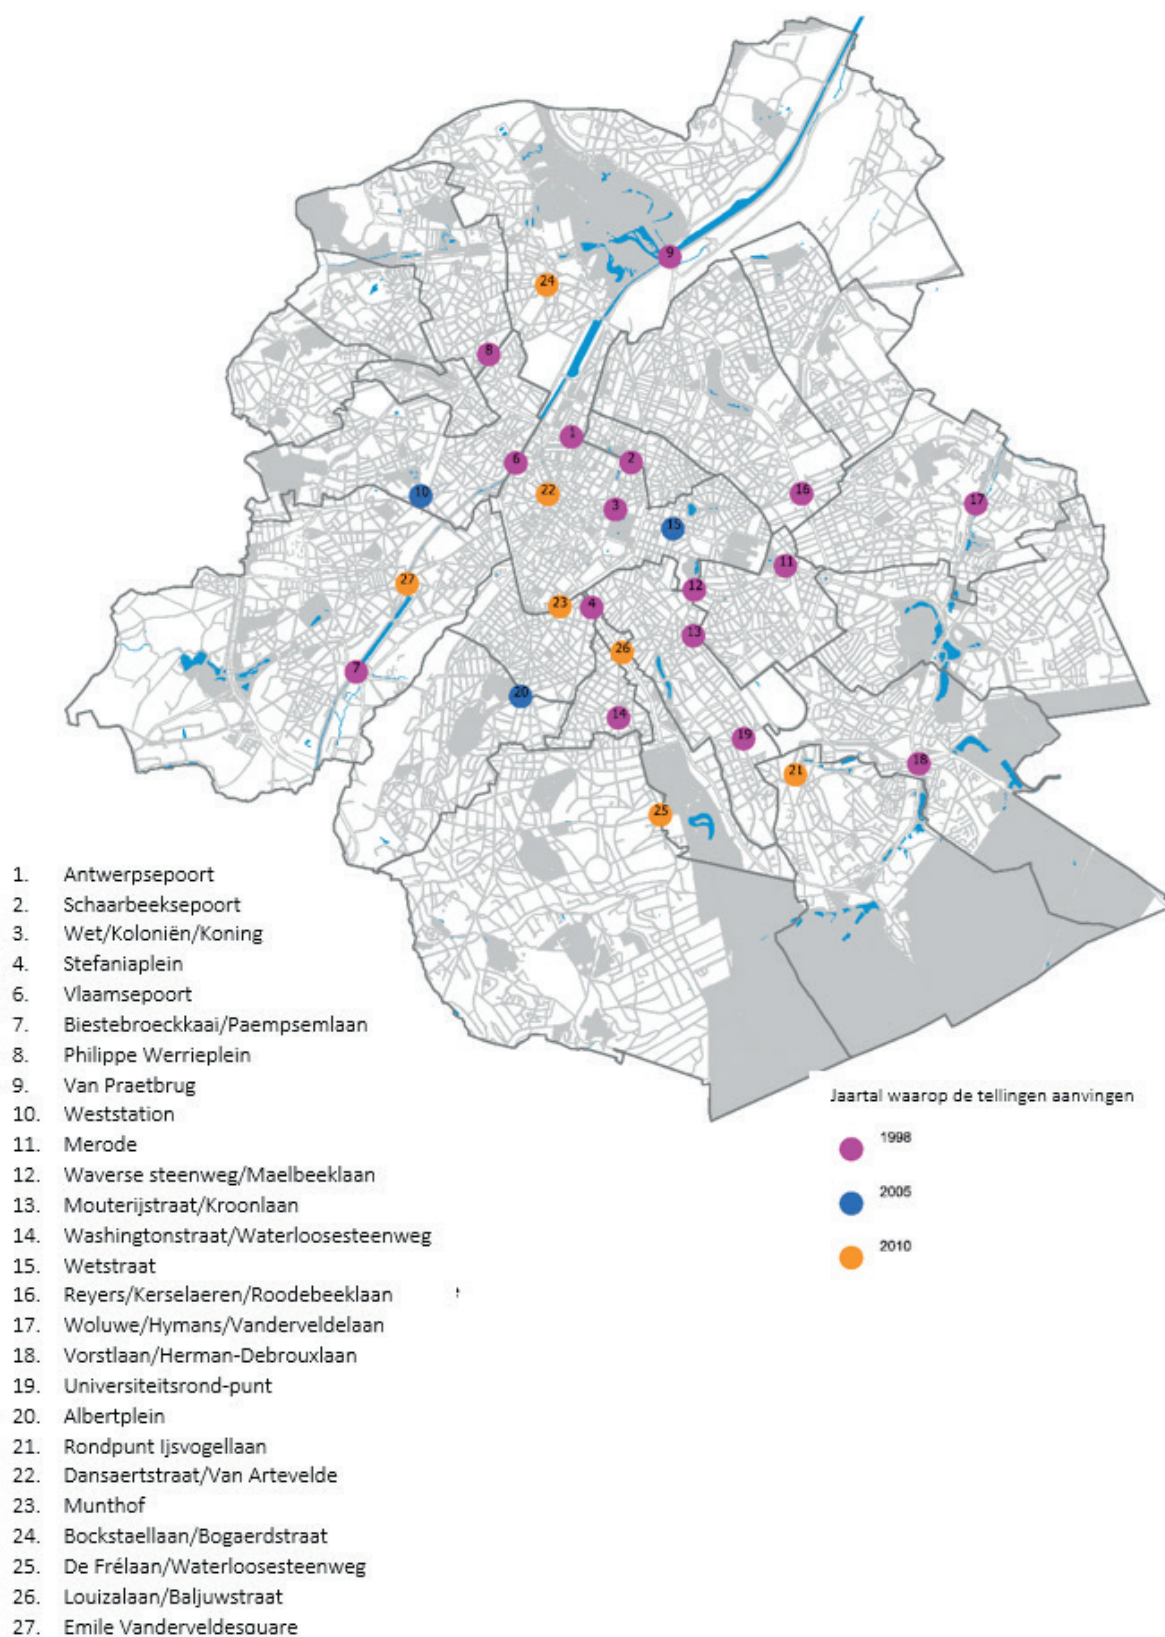 9
24
8
1
6
2
22
10
3
16
17
15
11
27
12
23
4
13
26
7
20
14
19
18
21
25
1. Antwerpsepoort
2. Schaarbeeksepoort
3. Wet/Koloniën/Koning
4. Stefaniaplein
6. Vlaamsepoort
7. Biestebroeckkaai/Paempsemlaan
8. Philippe Werrieplein
9. Van Praetbrug
10. Weststation
11. Merode
12. Waverse steenweg/Maelbeeklaan
13. Mouterijstraat/Kroonlaan
14. Washingtonstraat/Waterloosesteenweg
15. Wetstraat
16. Reyers/Kerselaeren/Roodebeeklaan
17. Woluwe/Hymans/Vanderveldelaan
18. Vorstlaan/Herman-Debrouxlaan
19. Universiteitsrond-punt
20. Albertplein
21. Rondpunt Ijsvogellaan
22. Dansaertstraat/Van Artevelde
23. Munthof
24. Bockstaellaan/Bogaerdstraat
25. De Frélaan/Waterloosesteenweg
26. Louizalaan/Baljuwstraat
27. Emile Vanderveldesquare
Jaartal waarop de tellingen aanvingen
1998
2005
2010